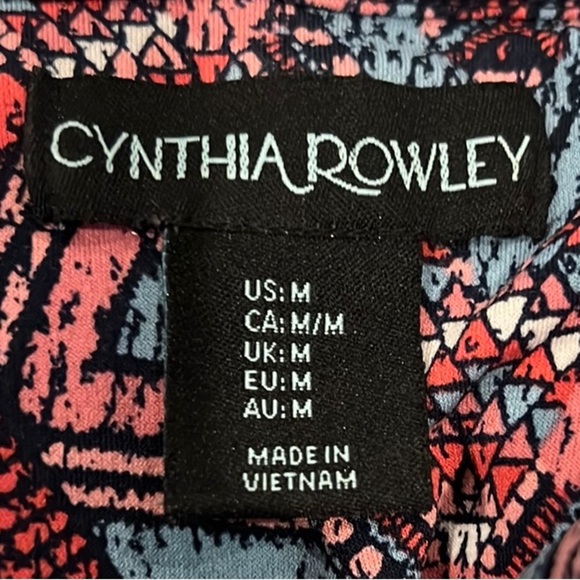 CYNTHIA ROWLEY
US: M
CA: M/M
UK: M
EU: M
AU: M
MADE IN
VIETNAM